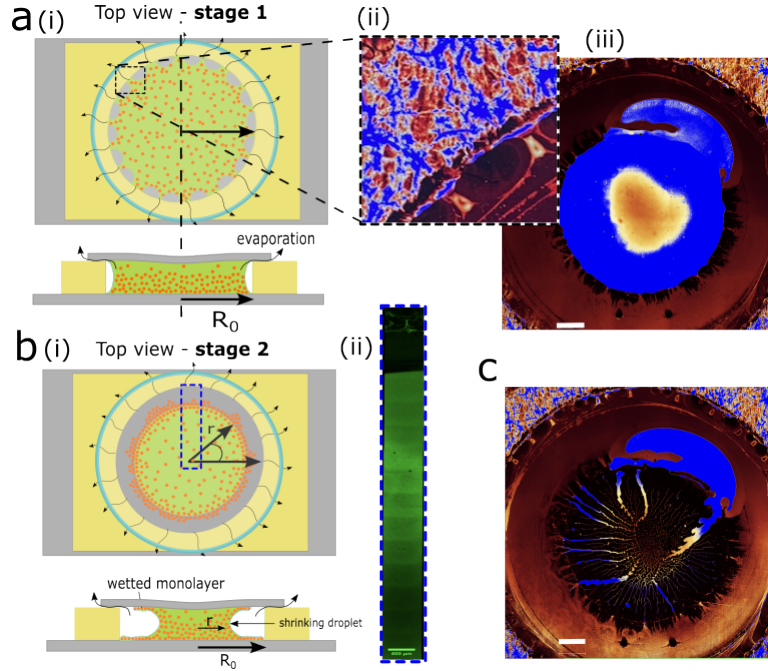 a (i) Top view - stage 1
(ii)
(iii)
evaporation
R0
b (i) Top view - stage 2
(ii)
r
wetted monolayer
r
shrinking droplet
R0
c